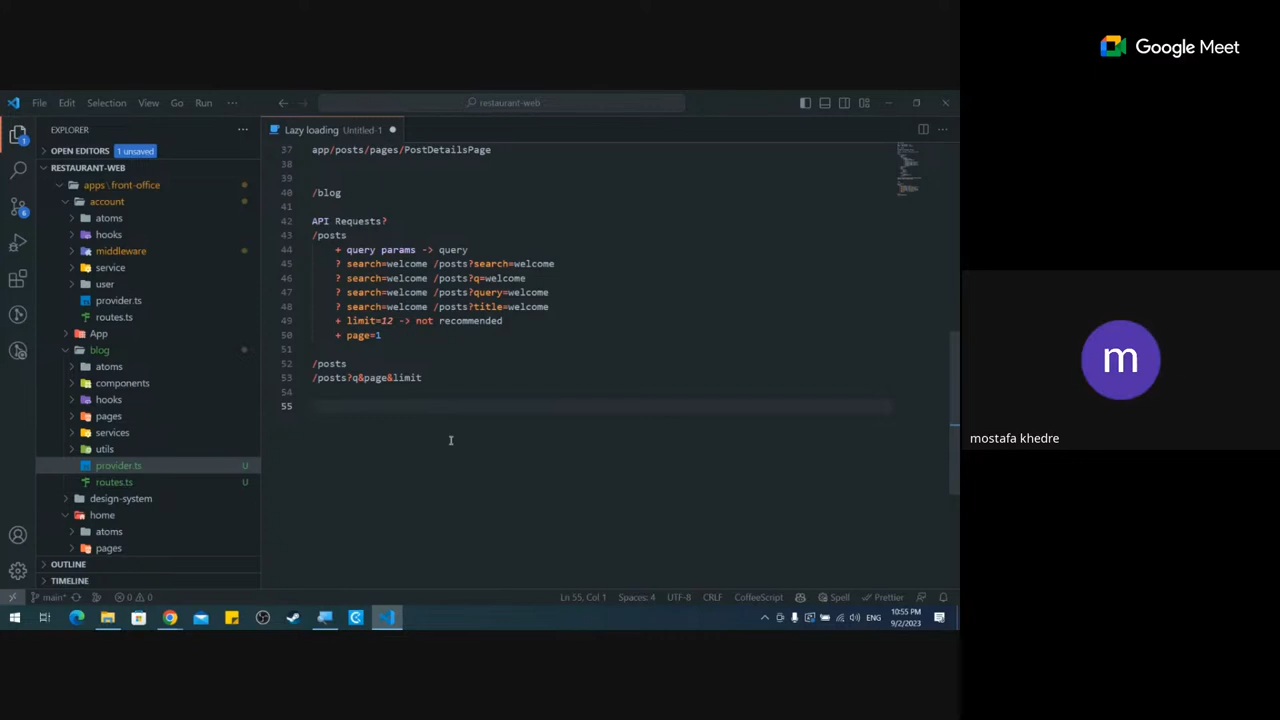 Google Meet
File Edit Selection View Go Run ···
restaurant-web
EXPLORER ···
Lazy loading Untitled-1
OPEN EDITORS 1 unsaved
RESTAURANT-WEB
apps\front-office
account
atoms
hooks
middleware
service
user
provider.ts
routes.ts
App
blog
atoms
components
hooks
pages
services
utils
provider.ts U
routes.ts U
design-system
home
atoms
pages
OUTLINE
TIMELINE
37 app/posts/pages/PostDetailsPage
38
39
40 /blog
41
42 API Requests?
43 /posts
44 + query params -> query
45 ? search=welcome /posts?search=welcome
46 ? search=welcome /posts?q=welcome
47 ? search=welcome /posts?query=welcome
48 ? search=welcome /posts?title=welcome
49 + limit=12 -> not recommended
50 + page=1
51
52 /posts
53 /posts?q&page&limit
54
55
1
6
m
mostafa khedre
main* 0 0 Ln 55, Col 1 Spaces: 4 UTF-8 CRLF CoffeeScript Spell Prettier
ENG 10:55 PM
9/2/2023